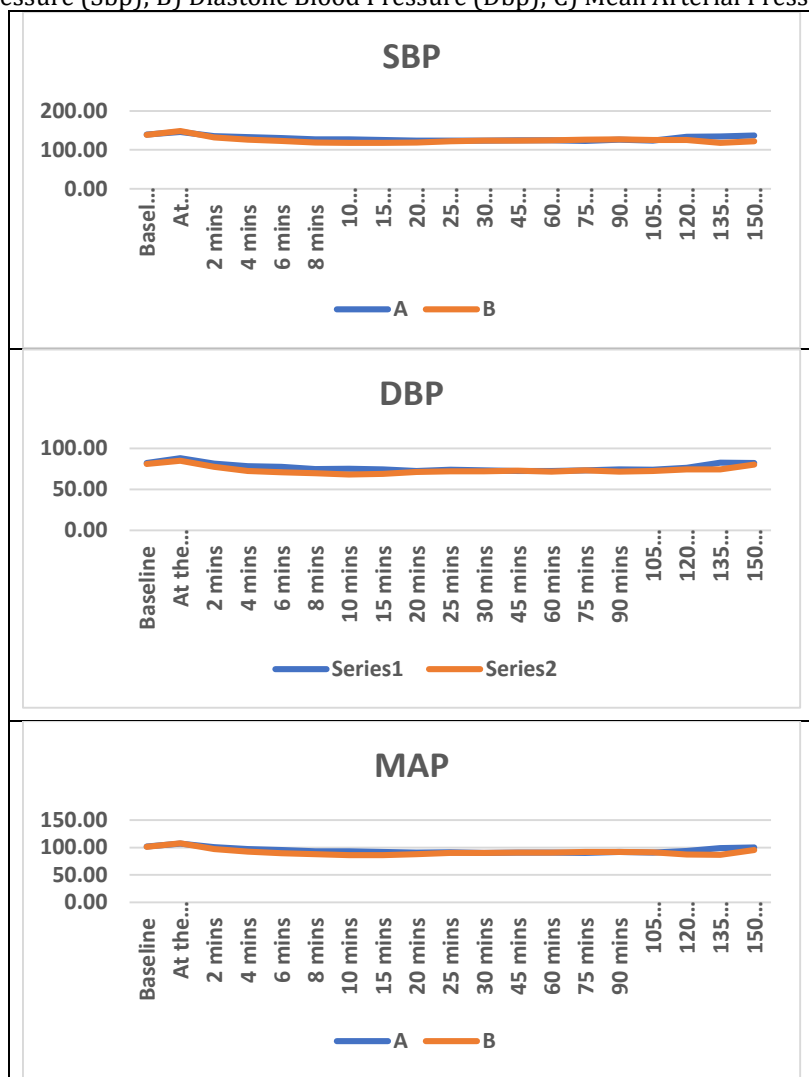 essure (Sbp); B) Diastolic Blood Pressure (Dbp); C) Mean Arterial Press
SBP
200.00
100.00
0.00
Basel...
At...
2 mins
4 mins
6 mins
8 mins
10...
15...
20...
25...
30...
45...
60...
75...
90...
105...
120...
135...
150...
A B
DBP
100.00
50.00
0.00
Baseline
At the...
2 mins
4 mins
6 mins
8 mins
10 mins
15 mins
20 mins
25 mins
30 mins
45 mins
60 mins
75 mins
90 mins
105...
120...
135...
150...
Series1 Series2
MAP
150.00
100.00
50.00
0.00
Baseline
At the...
2 mins
4 mins
6 mins
8 mins
10 mins
15 mins
20 mins
25 mins
30 mins
45 mins
60 mins
75 mins
90 mins
105...
120...
135...
150...
A B